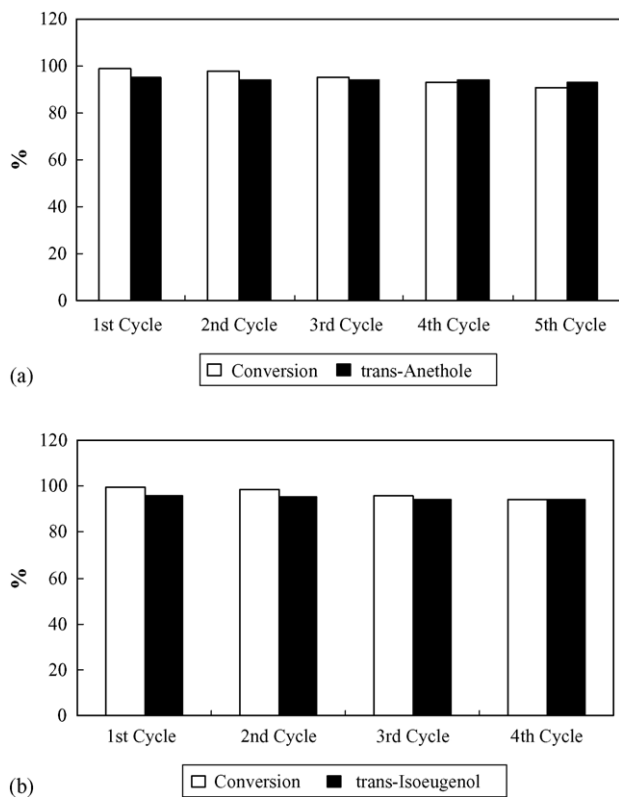 120
100
80
60
40
20
0
%
1st Cycle 2nd Cycle 3rd Cycle 4th Cycle 5th Cycle
Conversion trans-Anethole
(a)
120
100
80
60
40
20
0
%
1st Cycle 2nd Cycle 3rd Cycle 4th Cycle
Conversion trans-Isoeugenol
(b)